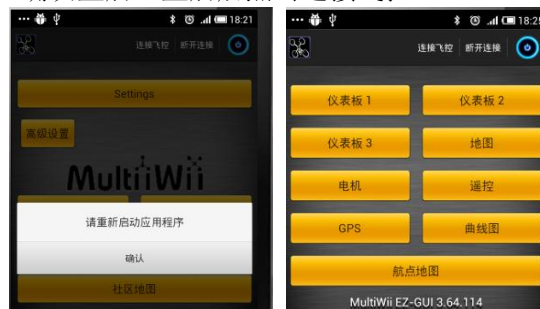 18:21
连接飞控 断开连接
Settings
高级设置
MultiWii
请重新启动应用程序
确认
社区地图
18:25
连接飞控 断开连接
仪表板 1 仪表板 2
仪表板 3 地图
电机 遥控
GPS 曲线图
航点地图
MultiWii EZ-GUI 3.64.114